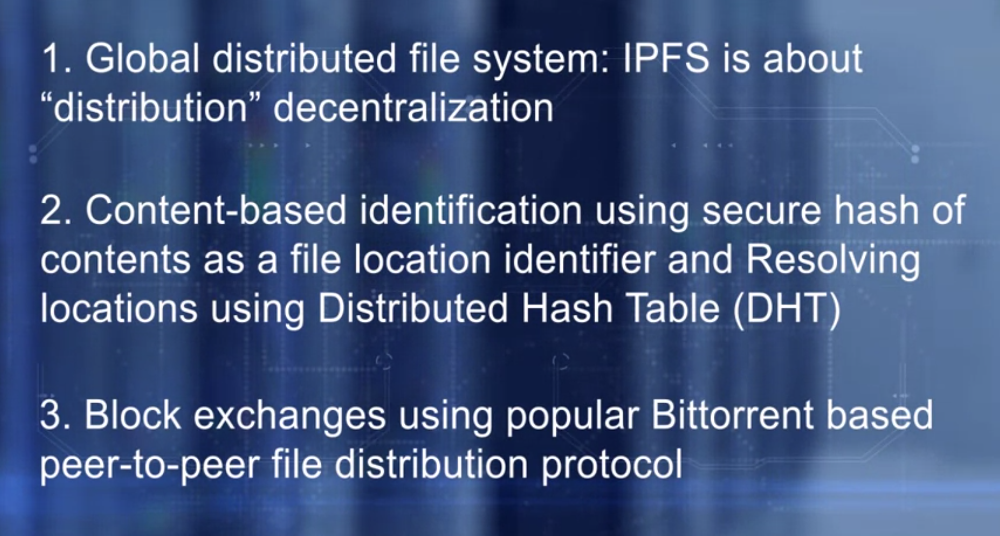 1. Global distributed file system: IPFS is about
“distribution” decentralization
2. Content-based identification using secure hash of
contents as a file location identifier and Resolving
locations using Distributed Hash Table (DHT)
3. Block exchanges using popular Bittorrent based
peer-to-peer file distribution protocol